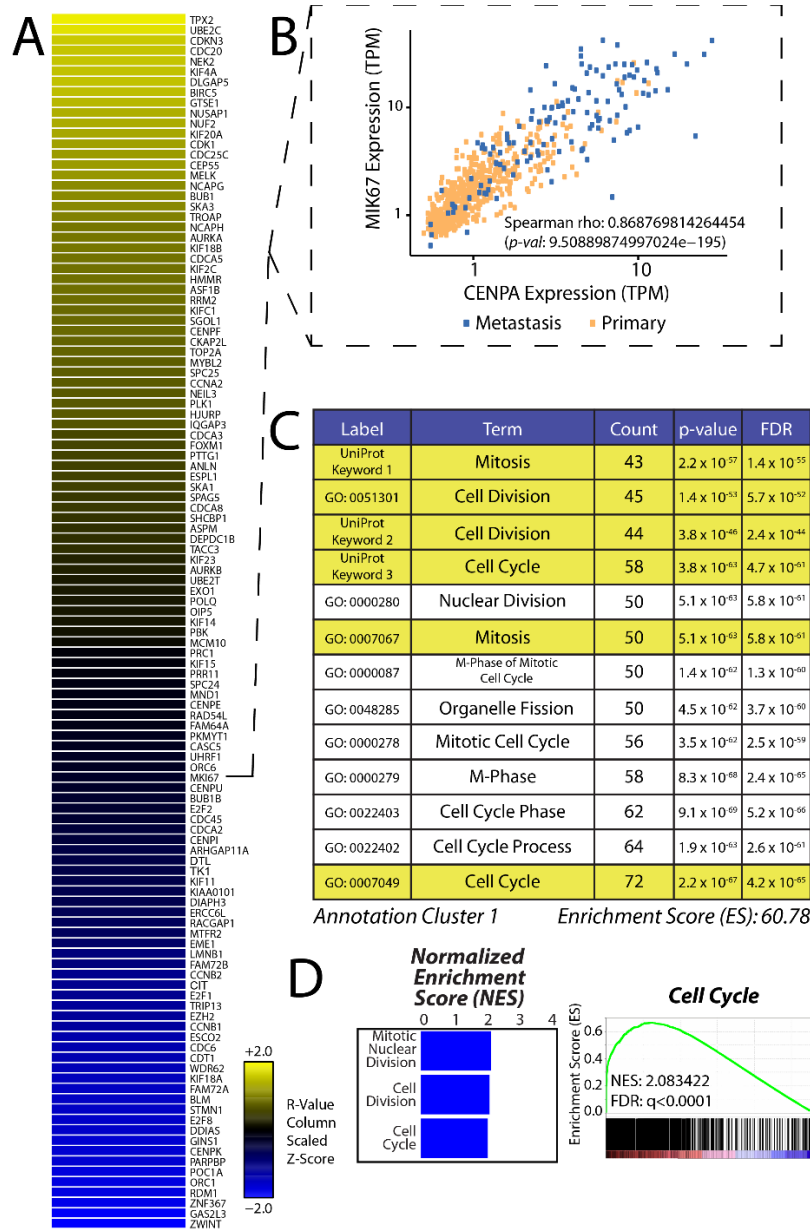 A
TPX2
UBE2C
CDKN3
CDC20
NEK2
KIF4A
DLGAP5
BIRC5
GTSE1
NUSAP1
NUF2
KIF20A
CDK1
CDC25C
CEP55
MELK
NCAPG
BUB1
SKA3
TROAP
NCAPH
AURKA
KIF18B
CDCA5
KIF2C
HMMR
ASF1B
RRM2
KIFC1
SGOL1
CENPF
CKAP2L
TOP2A
MYBL2
SPC25
CCNA2
NEIL3
PLK1
HJURP
IQGAP3
CDCA3
FOXM1
PTTG1
ANLN
ESPL1
SKA1
SPAG5
CDCA8
SHCBP1
ASPM
DEPDC1B
TACC3
KIF23
AURKB
UBE2T
EXO1
POLQ
OIP5
KIF14
PBK
MCM10
PRC1
KIF15
PRR11
SPC24
MND1
CENPE
RAD54L
FAM64A
PKMYT1
CASC5
UHRF1
ORC6
MKI67
CENPU
BUB1B
E2F2
CDC45
CDCA2
CENPI
ARHGAP11A
DTL
TK1
KIF11
KIAA0101
DIAPH3
ERCC6L
RACGAP1
MTFR2
EME1
LMNB1
FAM72B
CCNB2
CIT
E2F1
TRIP13
EZH2
CCNB1
ESCO2
CDC6
CDT1
WDR62
KIF18A
FAM72A
BLM
STMN1
E2F8
DDIAS
GINS1
CENPK
PARPBP
POC1A
ORC1
RDM1
ZNF367
GAS2L3
ZWINT
+2.0
R-Value
Column
Scaled
Z-Score
−2.0
B
MIK67 Expression (TPM)
10
1
Spearman rho: 0.868769814264454
(p-val: 9.50889874997024e−195)
1 10
CENPA Expression (TPM)
Metastasis Primary
C
Label Term Count p-value FDR
UniProt Keyword 1 Mitosis 43 2.2 x 10⁻⁵⁷ 1.4 x 10⁻⁵⁵
GO: 0051301 Cell Division 45 1.4 x 10⁻⁵³ 5.7 x 10⁻⁵²
UniProt Keyword 2 Cell Division 44 3.8 x 10⁻⁴⁶ 2.4 x 10⁻⁴⁴
UniProt Keyword 3 Cell Cycle 58 3.8 x 10⁻⁶³ 4.7 x 10⁻⁶¹
GO: 0000280 Nuclear Division 50 5.1 x 10⁻⁶³ 5.8 x 10⁻⁶¹
GO: 0007067 Mitosis 50 5.1 x 10⁻⁶³ 5.8 x 10⁻⁶¹
GO: 0000087 M-Phase of Mitotic Cell Cycle 50 1.4 x 10⁻⁶² 1.3 x 10⁻⁶⁰
GO: 0048285 Organelle Fission 50 4.5 x 10⁻⁶² 3.7 x 10⁻⁶⁰
GO: 0000278 Mitotic Cell Cycle 56 3.5 x 10⁻⁶² 2.5 x 10⁻⁵⁹
GO: 0000279 M-Phase 58 8.3 x 10⁻⁶⁸ 2.4 x 10⁻⁶⁵
GO: 0022403 Cell Cycle Phase 62 9.1 x 10⁻⁶⁹ 5.2 x 10⁻⁶⁶
GO: 0022402 Cell Cycle Process 64 1.9 x 10⁻⁶³ 2.6 x 10⁻⁶¹
GO: 0007049 Cell Cycle 72 2.2 x 10⁻⁶⁷ 4.2 x 10⁻⁶⁵
Annotation Cluster 1 Enrichment Score (ES): 60.78
D
Normalized
Enrichment
Score (NES)
0 1 2 3 4
Mitotic
Nuclear
Division
Cell
Division
Cell
Cycle
Cell Cycle
Enrichment Scrore (ES)
0.6
0.4
0.2
0.0
NES: 2.083422
FDR: q<0.0001